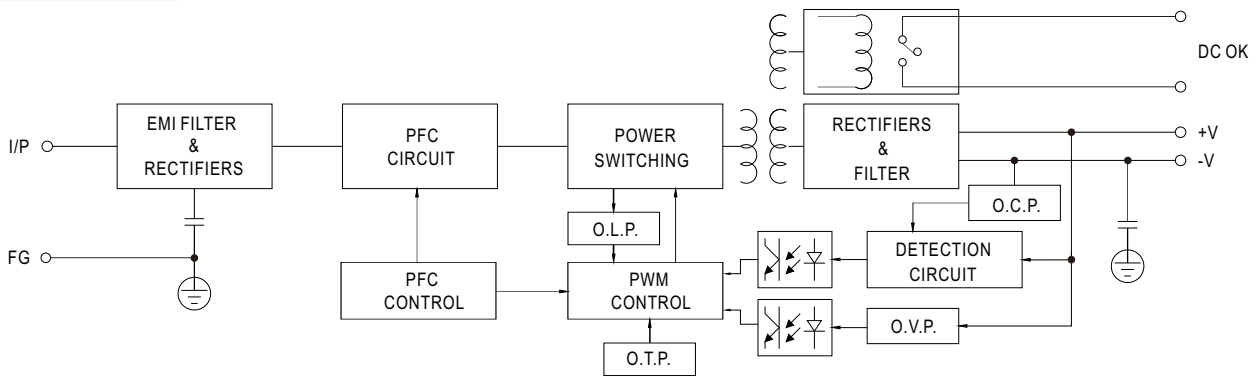 DC OK
I/P
EMI FILTER
&
RECTIFIERS
PFC
CIRCUIT
POWER
SWITCHING
RECTIFIERS
&
FILTER
+V
-V
O.C.P.
O.L.P.
FG
DETECTION
CIRCUIT
PFC
CONTROL
PWM
CONTROL
O.V.P.
O.T.P.